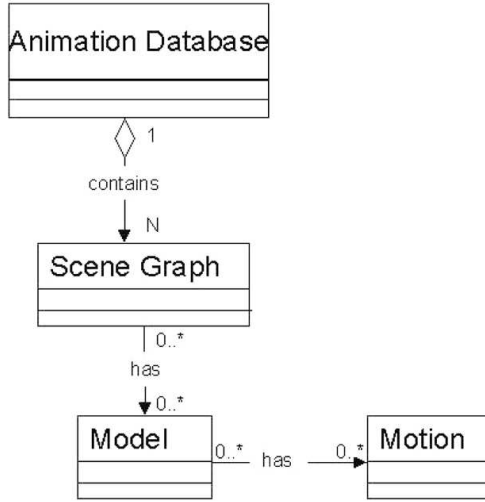 Animation Database
1
contains
N
Scene Graph
0..*
has
0..*
Model
0..* has 0..*
Motion